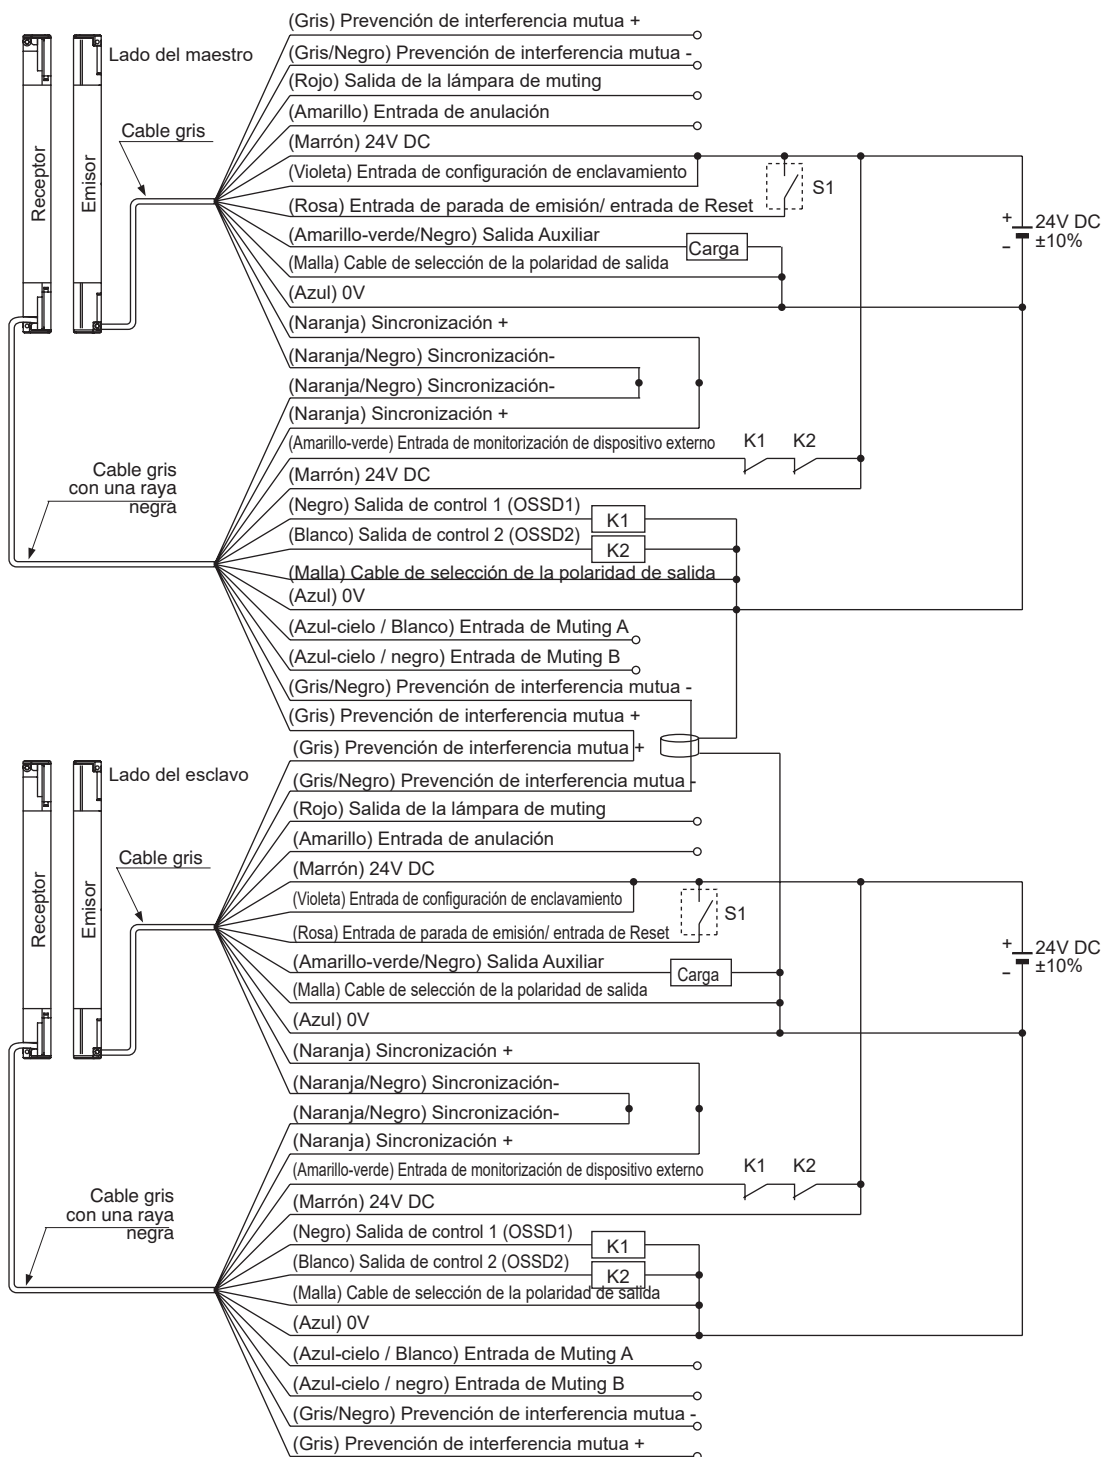 (Gris) Prevención de interferencia mutua +
Lado del maestro
(Gris/Negro) Prevención de interferencia mutua -
(Rojo) Salida de la lámpara de muting
(Amarillo) Entrada de anulación
Cable gris
(Marrón) 24V DC
(Violeta) Entrada de configuración de enclavamiento
S1
Receptor
Emisor
(Rosa) Entrada de parada de emisión/ entrada de Reset
+
24V DC
±10%
–
(Amarillo-verde/Negro) Salida Auxiliar
Carga
(Malla) Cable de selección de la polaridad de salida
(Azul) 0V
(Naranja) Sincronización +
(Naranja/Negro) Sincronización-
(Naranja/Negro) Sincronización-
(Naranja) Sincronización +
(Amarillo-verde) Entrada de monitorización de dispositivo externo
K1
K2
Cable gris
con una raya
negra
(Marrón) 24V DC
(Negro) Salida de control 1 (OSSD1)
K1
(Blanco) Salida de control 2 (OSSD2)
K2
(Malla) Cable de selección de la polaridad de salida
(Azul) 0V
(Azul-cielo / Blanco) Entrada de Muting A
(Azul-cielo / negro) Entrada de Muting B
(Gris/Negro) Prevención de interferencia mutua -
(Gris) Prevención de interferencia mutua +
(Gris) Prevención de interferencia mutua +
Lado del esclavo
(Gris/Negro) Prevención de interferencia mutua -
(Rojo) Salida de la lámpara de muting
(Amarillo) Entrada de anulación
Cable gris
(Marrón) 24V DC
(Violeta) Entrada de configuración de enclavamiento
S1
Receptor
Emisor
(Rosa) Entrada de parada de emisión/ entrada de Reset
+
24V DC
±10%
–
(Amarillo-verde/Negro) Salida Auxiliar
Carga
(Malla) Cable de selección de la polaridad de salida
(Azul) 0V
(Naranja) Sincronización +
(Naranja/Negro) Sincronización-
(Naranja/Negro) Sincronización-
(Naranja) Sincronización +
(Amarillo-verde) Entrada de monitorización de dispositivo externo
K1
K2
Cable gris
con una raya
negra
(Marrón) 24V DC
(Negro) Salida de control 1 (OSSD1)
K1
(Blanco) Salida de control 2 (OSSD2)
K2
(Malla) Cable de selección de la polaridad de salida
(Azul) 0V
(Azul-cielo / Blanco) Entrada de Muting A
(Azul-cielo / negro) Entrada de Muting B
(Gris/Negro) Prevención de interferencia mutua -
(Gris) Prevención de interferencia mutua +